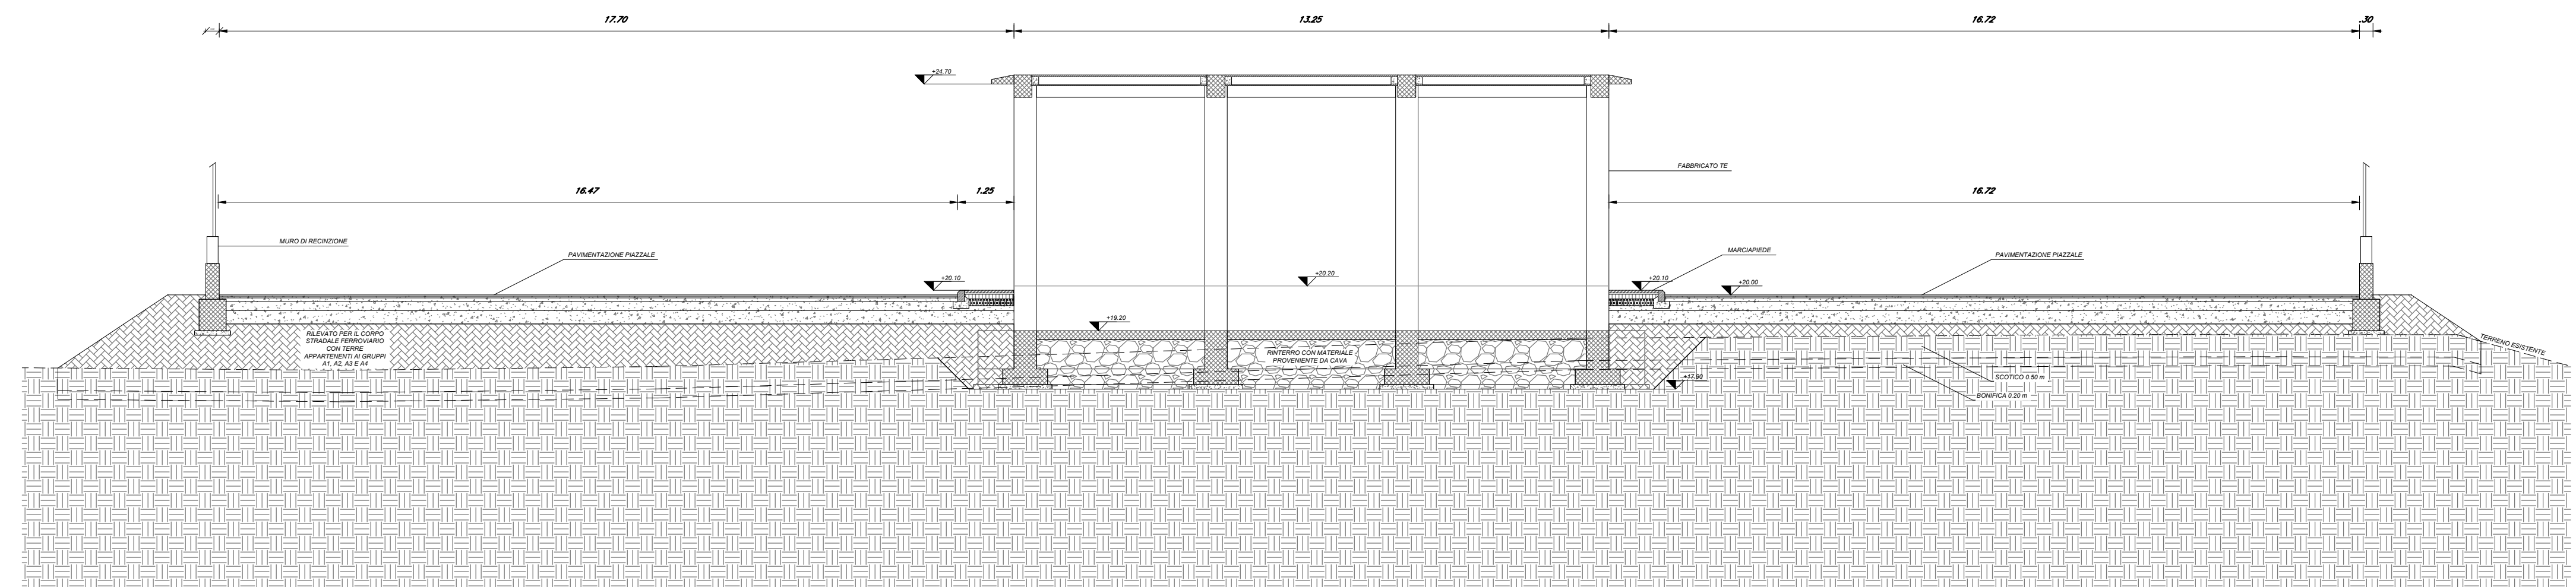 17.70
13.25
16.72
.30
+24.70
FABBRICATO TE
16.47
1.25
16.72
MURO DI RECINZIONE
PAVIMENTAZIONE PIAZZALE
MARCIAPIEDE
PAVIMENTAZIONE PIAZZALE
+20.10
+20.20
+20.10
+20.00
+19.20
RILEVATO PER IL CORPO
STRADALE FERROVIARIO
CON TERRE
APPARTENENTI AI GRUPPI
A1, A2, A3 E A4
RINTERRO CON MATERIALE
PROVENIENTE DA CAVA
TERRENO ESISTENTE
+17.90
SCOTICO 0.50 m
BONIFICA 0.20 m